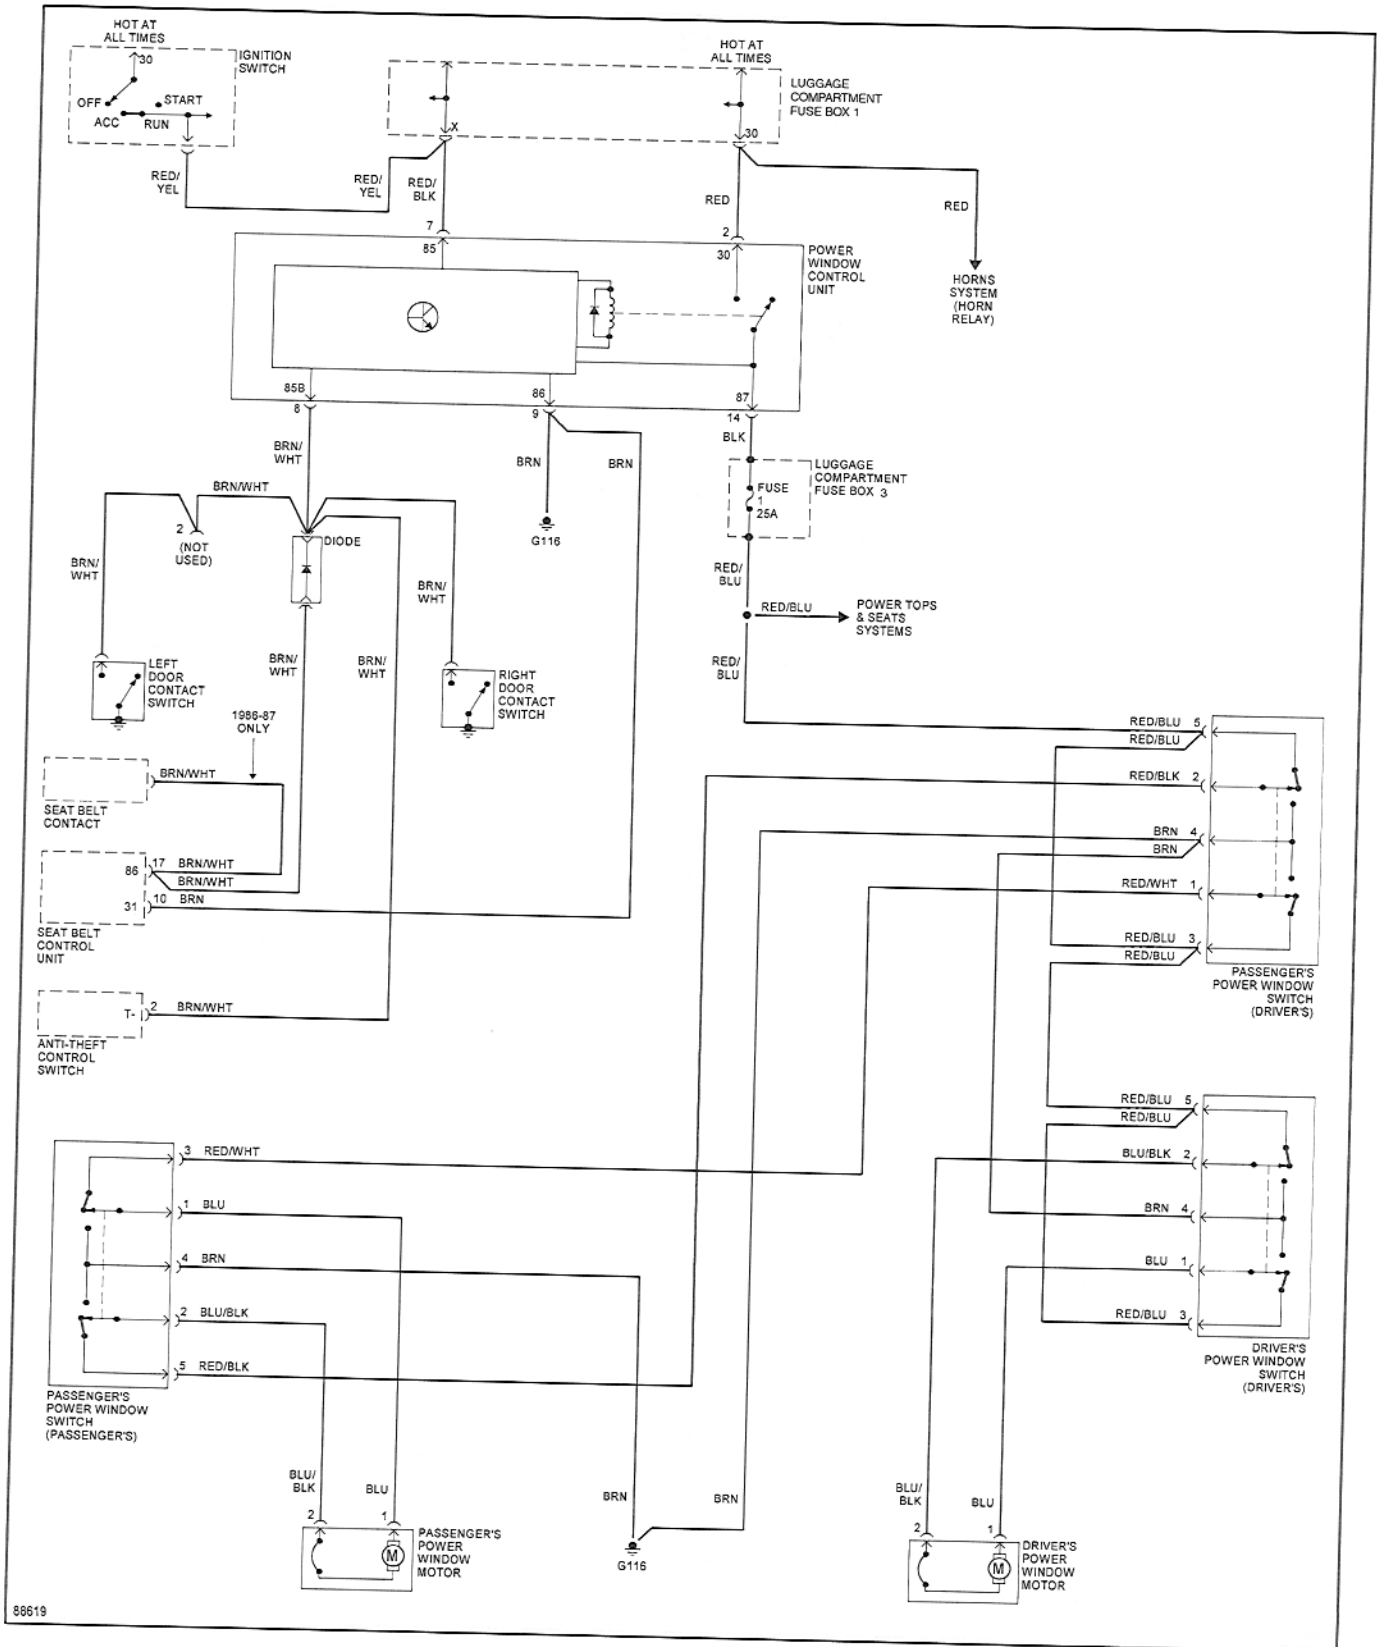 HOT AT
ALL TIMES
30
IGNITION
SWITCH
OFF
START
ACC
RUN
HOT AT
ALL TIMES
LUGGAGE
COMPARTMENT
FUSE BOX 1
X
30
RED/
YEL
RED/
YEL
RED/
BLK
RED
RED
7
85
2
30
POWER
WINDOW
CONTROL
UNIT
HORNS
SYSTEM
(HORN
RELAY)
85B
8
86
9
87
14
BLK
BRN/
WHT
BRN
BRN
LUGGAGE
COMPARTMENT
FUSE BOX 3
FUSE
1
25A
BRN/WHT
2
(NOT
USED)
DIODE
G116
BRN/
WHT
BRN/
WHT
RED/
BLU
RED/BLU
POWER TOPS
& SEATS
SYSTEMS
LEFT
DOOR
CONTACT
SWITCH
BRN/
WHT
BRN/
WHT
RIGHT
DOOR
CONTACT
SWITCH
RED/
BLU
1986-87
ONLY
BRN/WHT
SEAT BELT
CONTACT
86
17
BRN/WHT
BRN/WHT
31
10
BRN
SEAT BELT
CONTROL
UNIT
T-
2
BRN/WHT
ANTI-THEFT
CONTROL
SWITCH
RED/BLU 5
RED/BLU
RED/BLK 2
BRN 4
BRN
RED/WHT 1
RED/BLU 3
RED/BLU
PASSENGER'S
POWER WINDOW
SWITCH
(DRIVER'S)
RED/BLU 5
RED/BLU
BLU/BLK 2
BRN 4
BLU 1
RED/BLU 3
DRIVER'S
POWER WINDOW
SWITCH
(DRIVER'S)
3 RED/WHT
1 BLU
4 BRN
2 BLU/BLK
5 RED/BLK
PASSENGER'S
POWER WINDOW
SWITCH
(PASSENGER'S)
BLU/
BLK
BLU
2
1
M
PASSENGER'S
POWER
WINDOW
MOTOR
BRN
BRN
G116
BLU/
BLK
BLU
2
1
M
DRIVER'S
POWER
WINDOW
MOTOR
88619